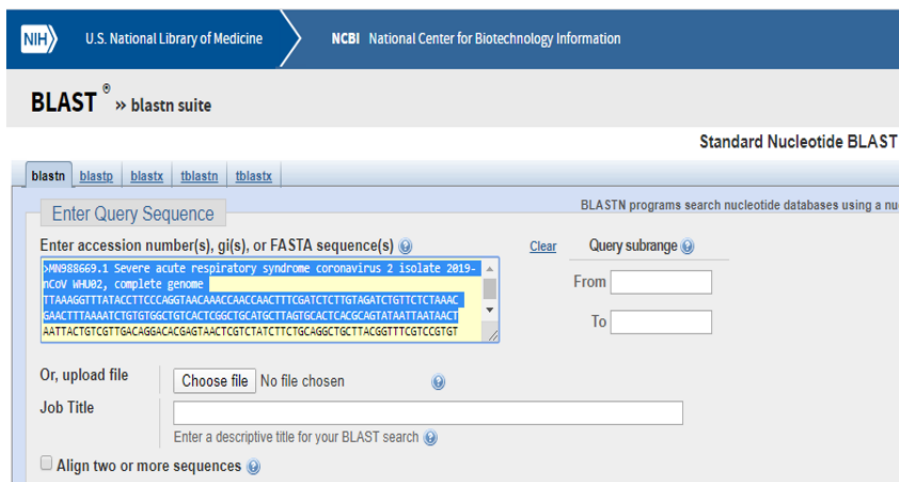 NIH U.S. National Library of Medicine NCBI National Center for Biotechnology Information
BLAST ® » blastn suite
Standard Nucleotide BLAST
blastn blastp blastx tblastn tblastx
Enter Query Sequence
BLASTN programs search nucleotide databases using a nu
Enter accession number(s), gi(s), or FASTA sequence(s) Clear Query subrange
>MN988669.1 Severe acute respiratory syndrome coronavirus 2 isolate 2019-
nCoV WHU02, complete genome
TTAAAGGTTTATACCTTCCCAGGTAACAAACCAACCAACTTTCGATCTCTTGTAGATCTGTTCTCTAAAC
GAACTTTAAAATCTGTGTGGCTGTCACTCGGCTGCATGCTTAGTGCACTCACGCAGTATAATTAATAACT
AATTACTGTCGTTGACAGGACACGAGTAACTCGTCTATCTTCTGCAGGCTGCTTACGGTTTCGTCCGTGT
From
To
Or, upload file Choose file No file chosen
Job Title
Enter a descriptive title for your BLAST search
Align two or more sequences